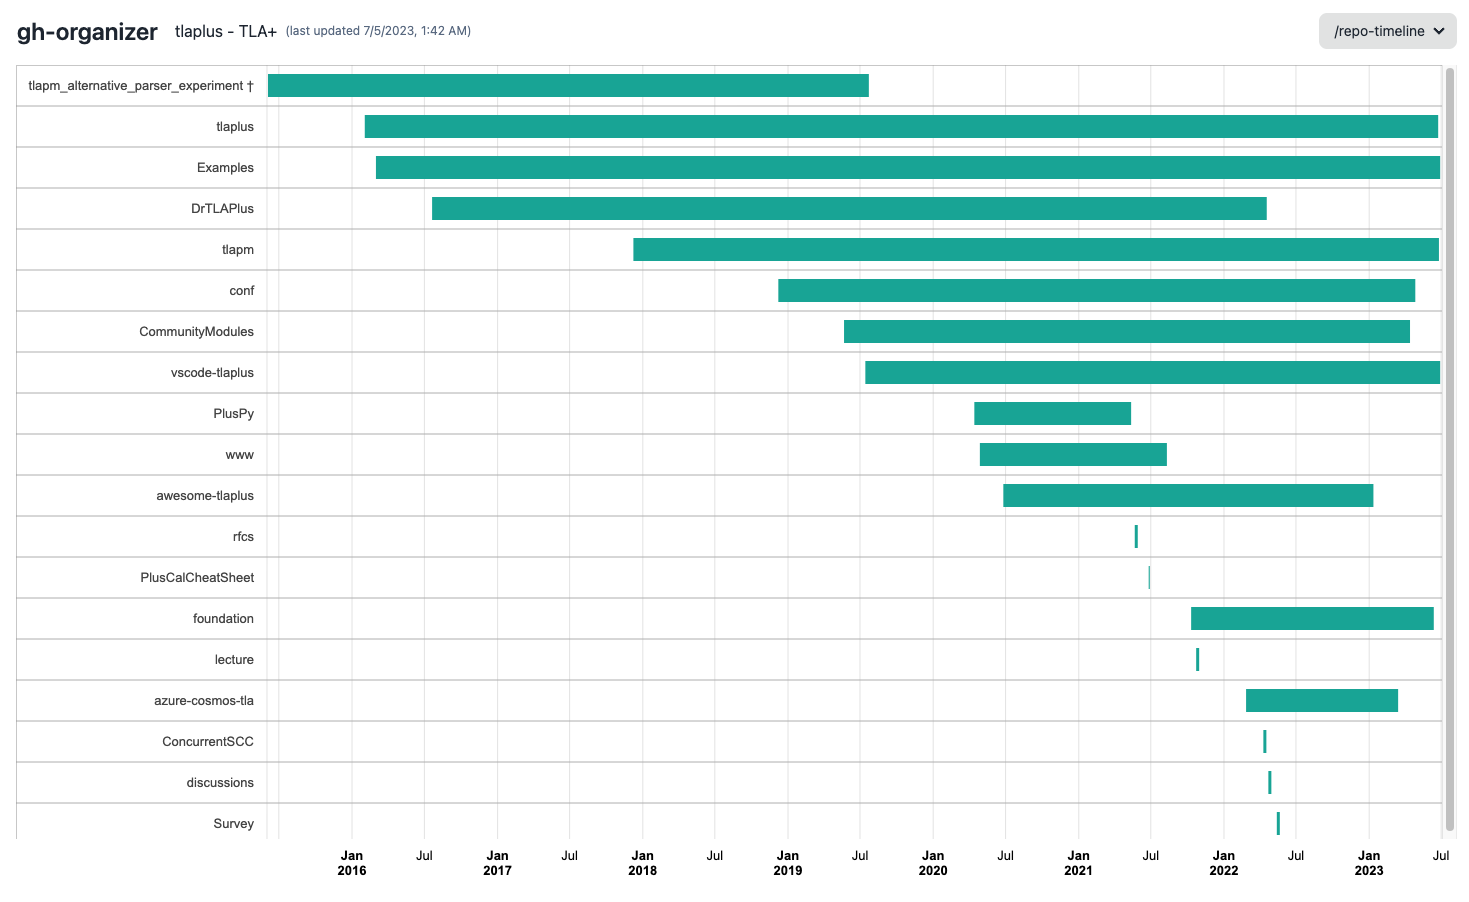 gh-organizer tlaplus - TLA+ (last updated 7/5/2023, 1:42 AM) /repo-timeline
tlapm_alternative_parser_experiment †
tlaplus
Examples
DrTLAPlus
tlapm
conf
CommunityModules
vscode-tlaplus
PlusPy
www
awesome-tlaplus
rfcs
PlusCalCheatSheet
foundation
lecture
azure-cosmos-tla
ConcurrentSCC
discussions
Survey
Jan Jul Jan Jul Jan Jul Jan Jul Jan Jul Jan Jul Jan Jul Jan Jul
2016 2017 2018 2019 2020 2021 2022 2023